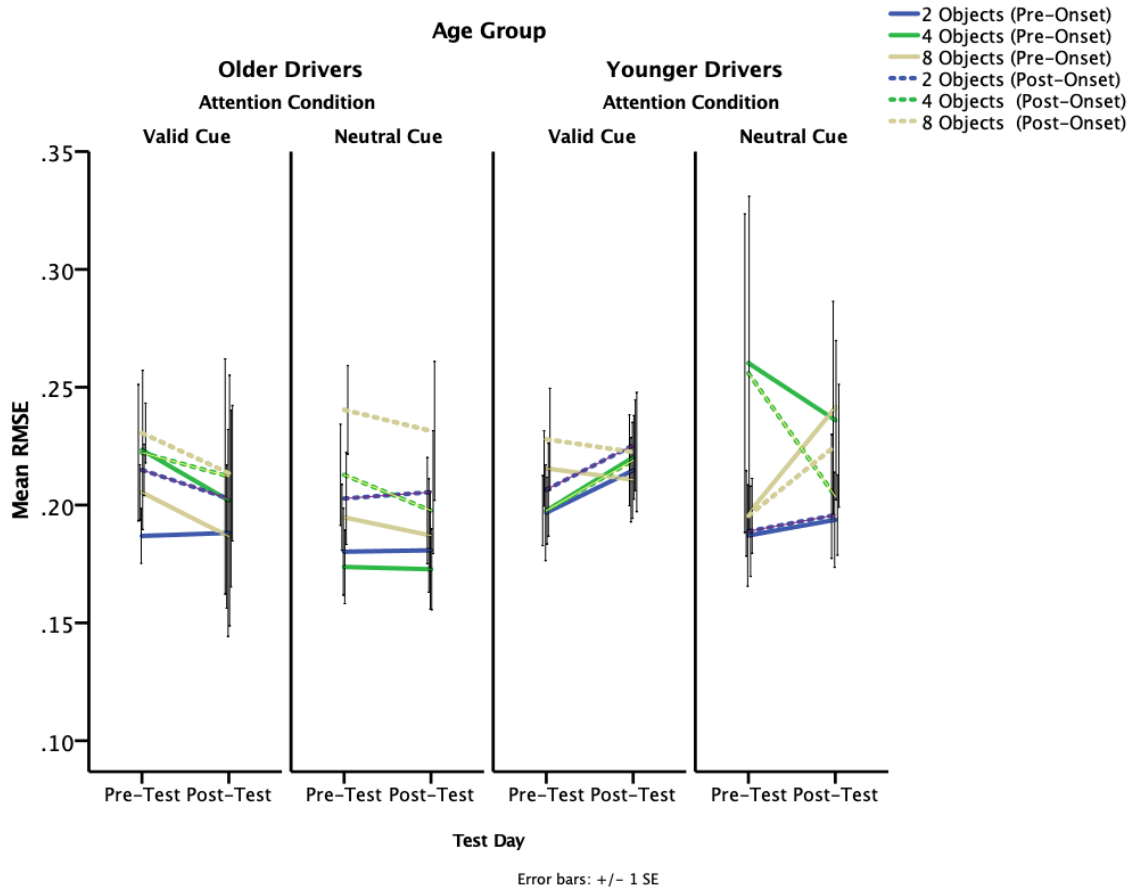 Age Group
Older Drivers Younger Drivers
Attention Condition Attention Condition
Valid Cue Neutral Cue Valid Cue Neutral Cue
2 Objects (Pre-Onset)
4 Objects (Pre-Onset)
8 Objects (Pre-Onset)
2 Objects (Post-Onset)
4 Objects (Post-Onset)
8 Objects (Post-Onset)
Mean RMSE
.35
.30
.25
.20
.15
.10
Pre-Test Post-Test Pre-Test Post-Test Pre-Test Post-Test Pre-Test Post-Test
Test Day
Error bars: +/- 1 SE